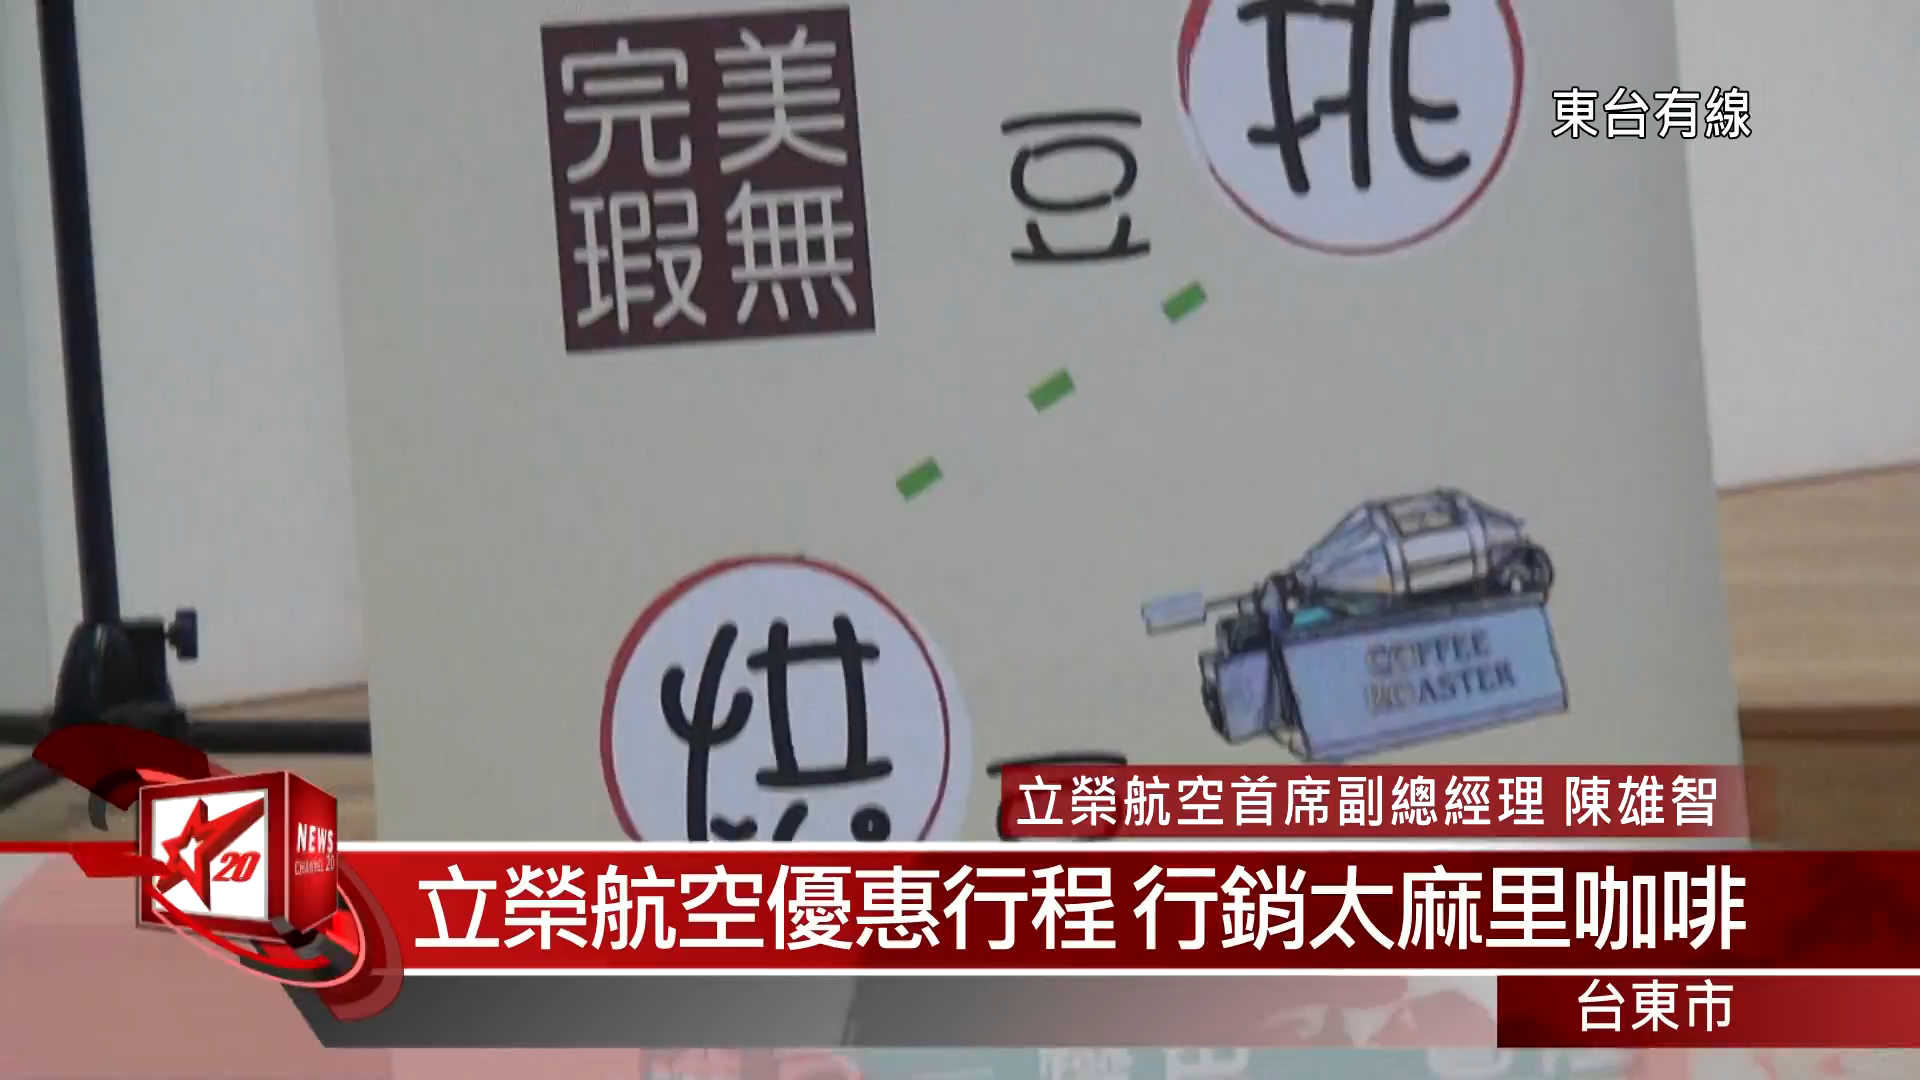 完美
瑕無
挑
豆
東台有線
烘
COFFEE
ROASTER
立榮航空首席副總經理 陳雄智
NEWS
CHANNEL 20
20
立榮航空優惠行程 行銷太麻里咖啡
台東市